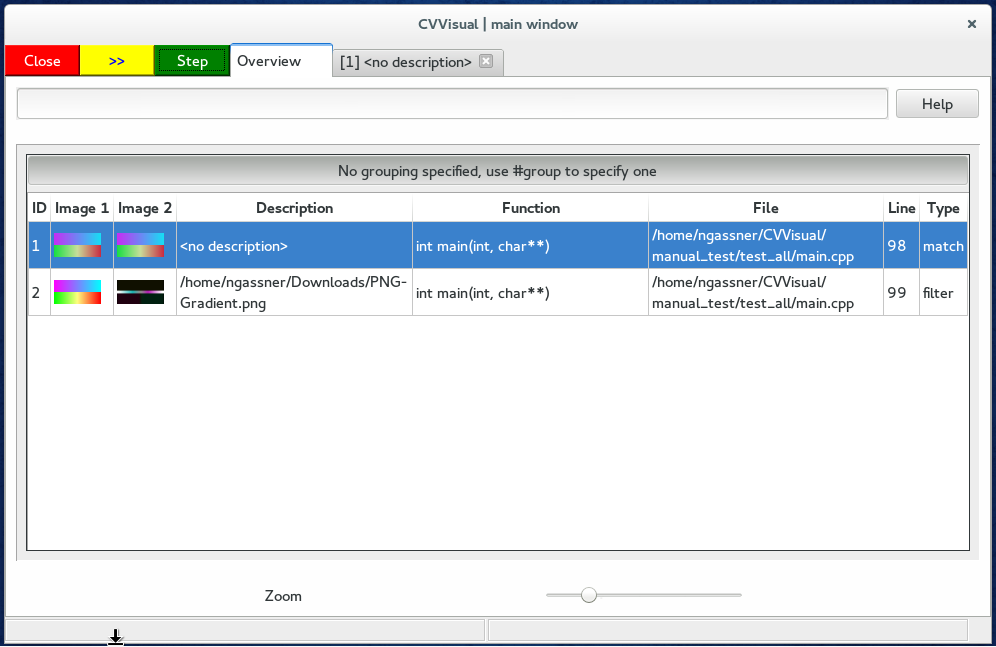 CVVisual | main window
Close >> Step Overview [1] <no description>
Help
No grouping specified, use #group to specify one
ID Image 1 Image 2 Description Function File Line Type
1 <no description> int main(int, char**) /home/ngassner/CVVisual/ 98 match
manual_test/test_all/main.cpp
2 /home/ngassner/Downloads/PNG- int main(int, char**) /home/ngassner/CVVisual/ 99 filter
Gradient.png manual_test/test_all/main.cpp
Zoom